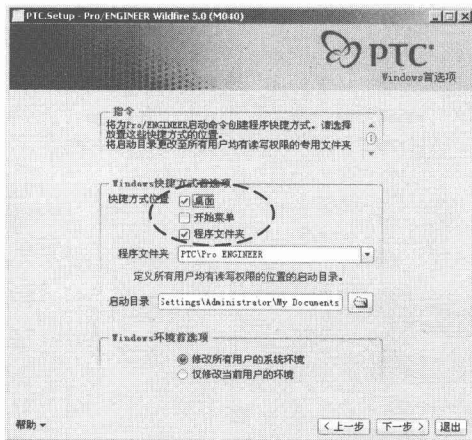 PTC.Setup - Pro/ENGINEER Wildfire 5.0 (M040)
PTC
Windows首选项
指令
将为Pro/ENGINEER启动命令创建程序快捷方式。请选择
放置这些快捷方式的位置。
将启动目录更改至所有用户均有读写权限的专用文件夹
Windows快捷方式首选项
快捷方式位置 桌面
开始菜单
程序文件夹
程序文件夹 PTC\Pro ENGINEER
定义所有用户均有读写权限的位置的启动目录。
启动目录 Settings\Administrator\My Documents
Windows环境首选项
修改所有用户的系统环境
仅修改当前用户的环境
帮助 < 上一步 下一步 > 退出